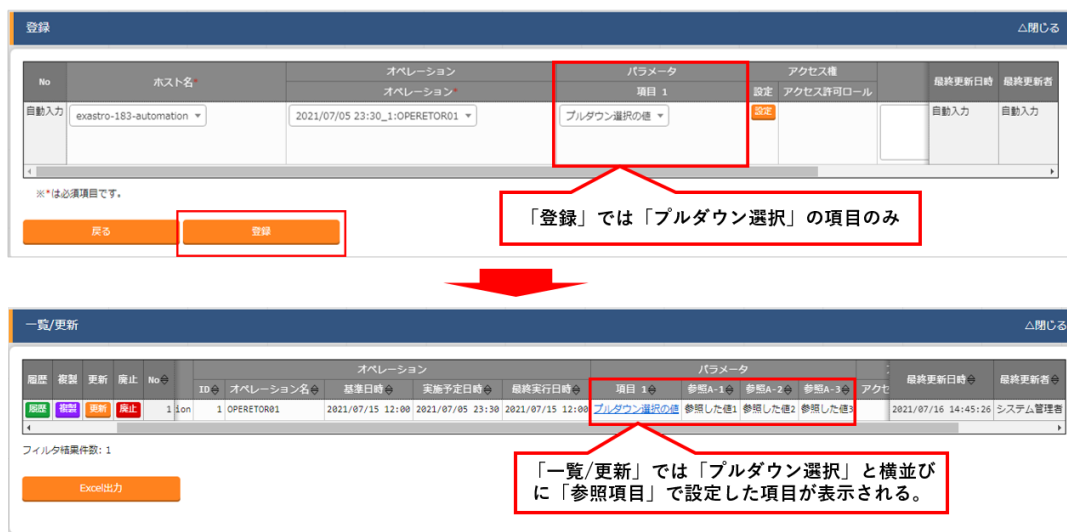 登録
△閉じる
No
ホスト名*
オペレーション
オペレーション*
パラメータ
項目 1
アクセス権
設定 アクセス許可ロール
最終更新日時
最終更新者
自動入力
exastro-183-automation
2021/07/05 23:30_1:OPERETOR01
プルダウン選択の値
設定
自動入力
自動入力
※*は必須項目です。
戻る
登録
「登録」では「プルダウン選択」の項目のみ
一覧/更新
△閉じる
履歴 複製 更新 廃止 No
オペレーション
ID オペレーション名 基準日時 実施予定日時 最終実行日時
パラメータ
項目 1 参照A-1 参照A-2 参照A-3
アクセ
最終更新日時
最終更新者
履歴 複製 更新 廃止 1 ion 1 OPERETOR01 2021/07/15 12:00 2021/07/05 23:30 2021/07/15 12:00 プルダウン選択の値 参照した値1 参照した値2 参照した値3 2021/07/16 14:45:26 システム管理者
フィルタ結果件数: 1
Excel出力
「一覧/更新」では「プルダウン選択」と横並び
に「参照項目」で設定した項目が表示される。